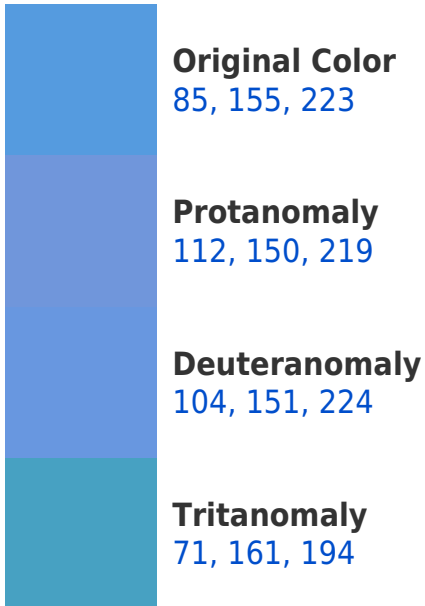 Original Color
85, 155, 223
Protanomaly
112, 150, 219
Deuteranomaly
104, 151, 224
Tritanomaly
71, 161, 194